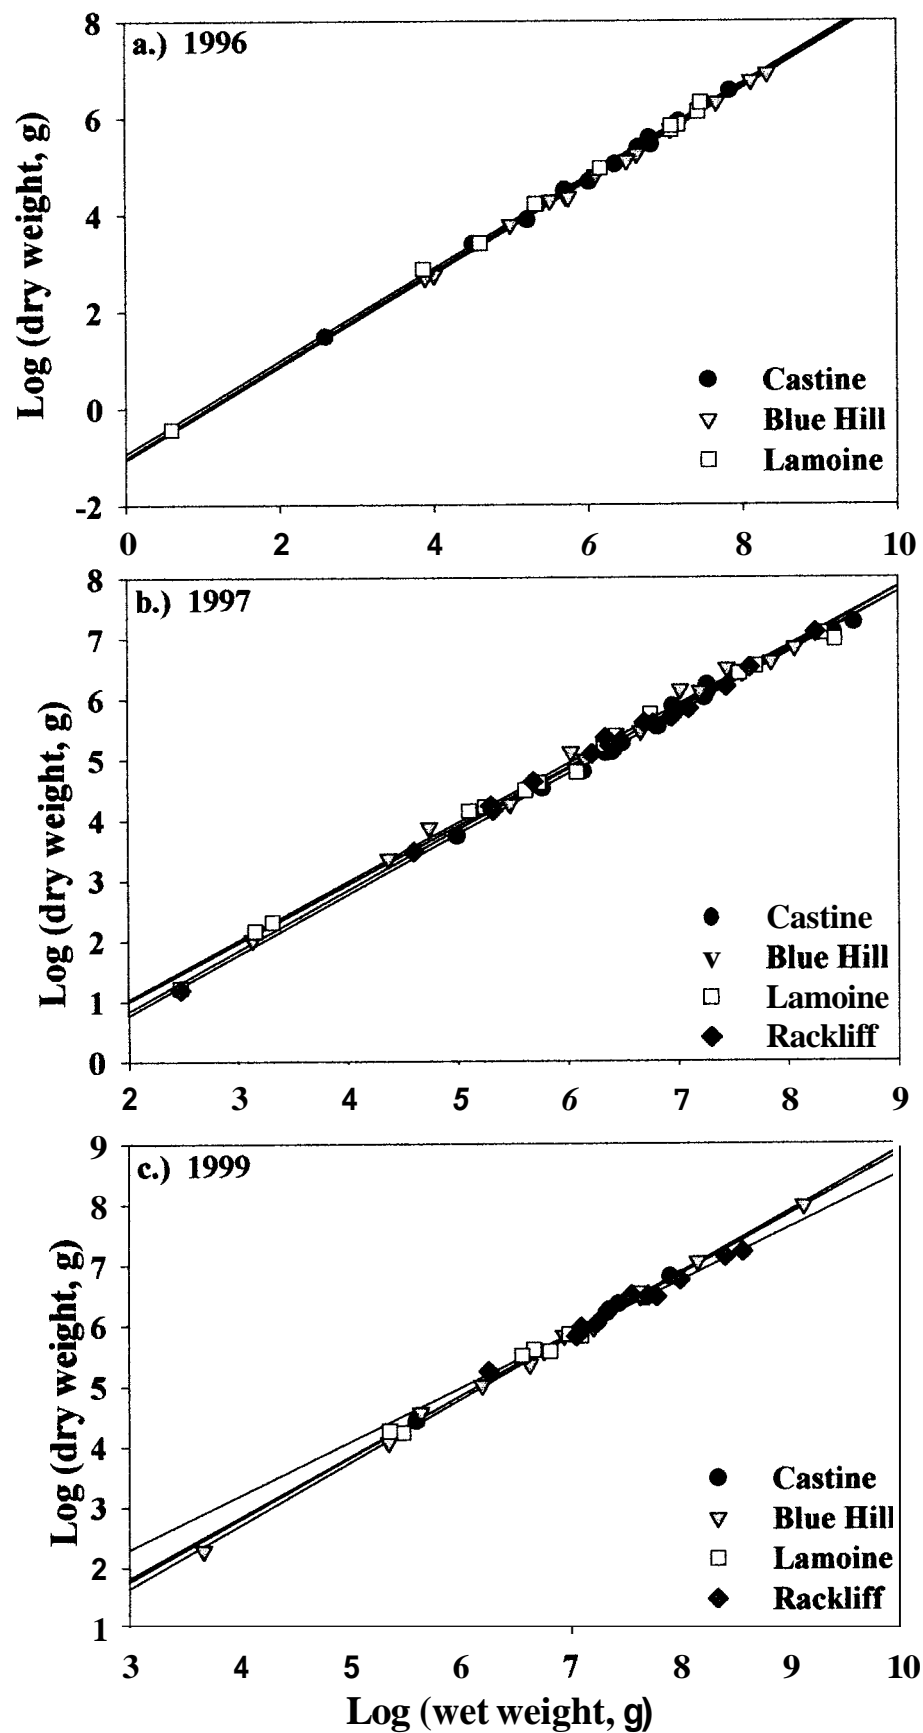 a.) 1996
Log (dry weight, g)
8
6
4
2
0
-2
Castine
Blue Hill
Lamoine
0 2 4 6 8 10
b.) 1997
Log (dry weight, g)
8
7
6
5
4
3
2
1
0
Castine
v Blue Hill
Lamoine
Rackliff
2 3 4 5 6 7 8 9
c.) 1999
Log (dry weight, g)
9
8
7
6
5
4
3
2
1
Castine
Blue Hill
Lamoine
Rackliff
3 4 5 6 7 8 9 10
Log (wet weight, g)